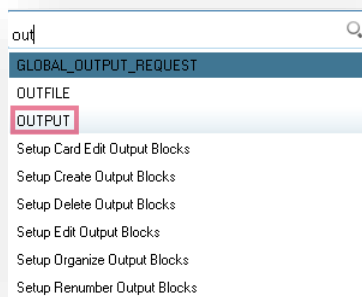 out
GLOBAL_OUTPUT_REQUEST
OUTFILE
OUTPUT
Setup Card Edit Output Blocks
Setup Create Output Blocks
Setup Delete Output Blocks
Setup Edit Output Blocks
Setup Organize Output Blocks
Setup Renumber Output Blocks